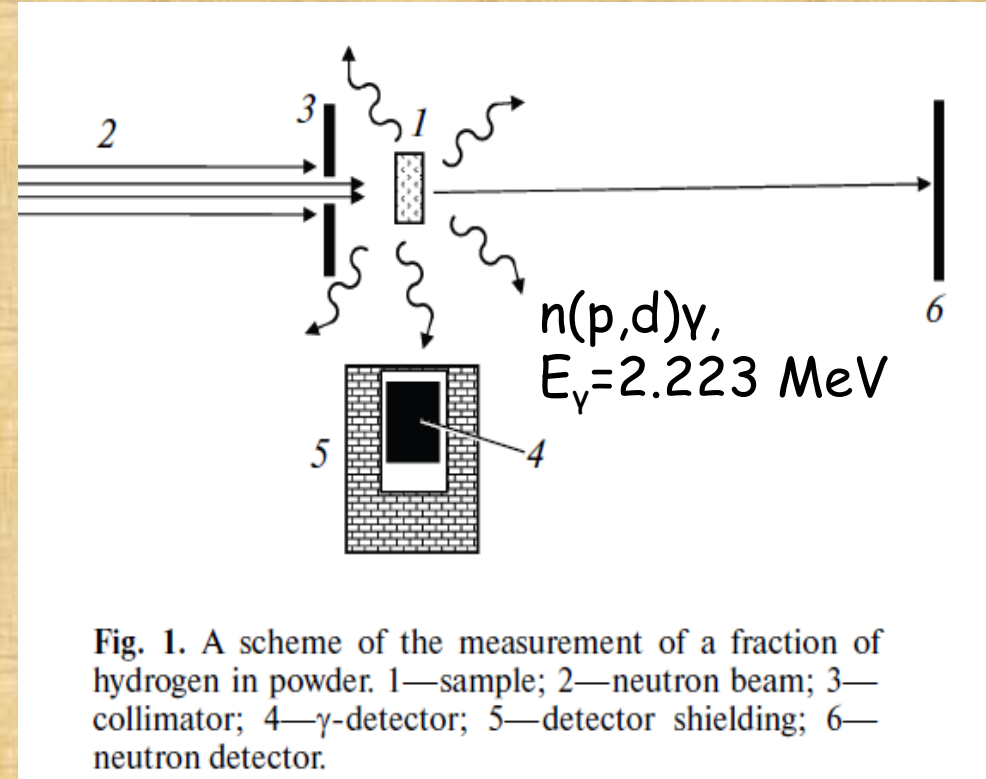 2
3
1
n(p,d)γ,
Eγ=2.223 MeV
6
5
4
Fig. 1. A scheme of the measurement of a fraction of
hydrogen in powder. 1—sample; 2—neutron beam; 3—
collimator; 4—γ-detector; 5—detector shielding; 6—
neutron detector.